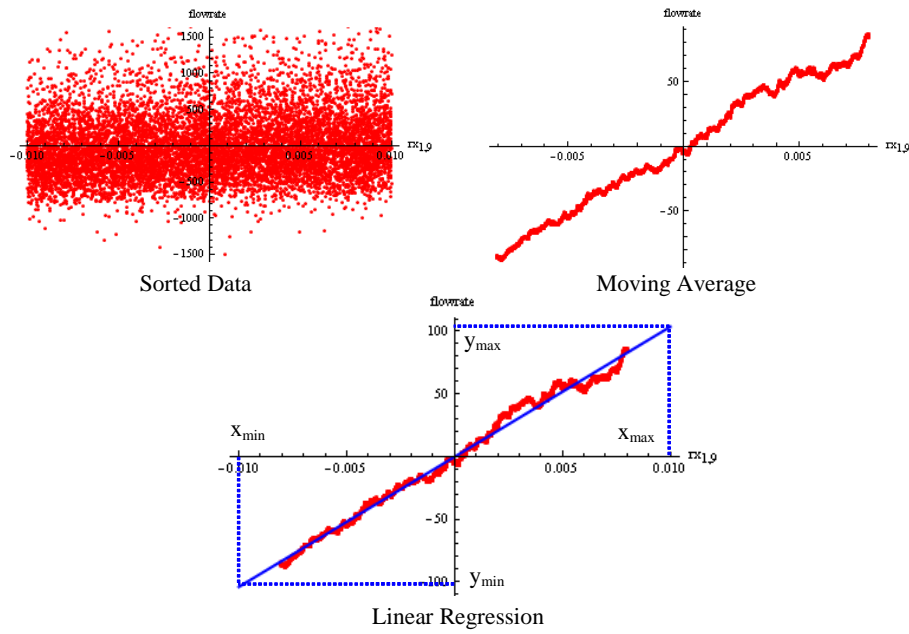 flowrate
1500
1000
500
-0.010
-0.005
0.005
0.010
rx1,9
-500
-1000
-1500
Sorted Data
flowrate
50
-0.005
0.005
rx1,9
-50
Moving Average
flowrate
100
ymax
50
xmin
xmax
-0.010
-0.005
0.005
0.010
rx1,9
-50
-100
ymin
Linear Regression